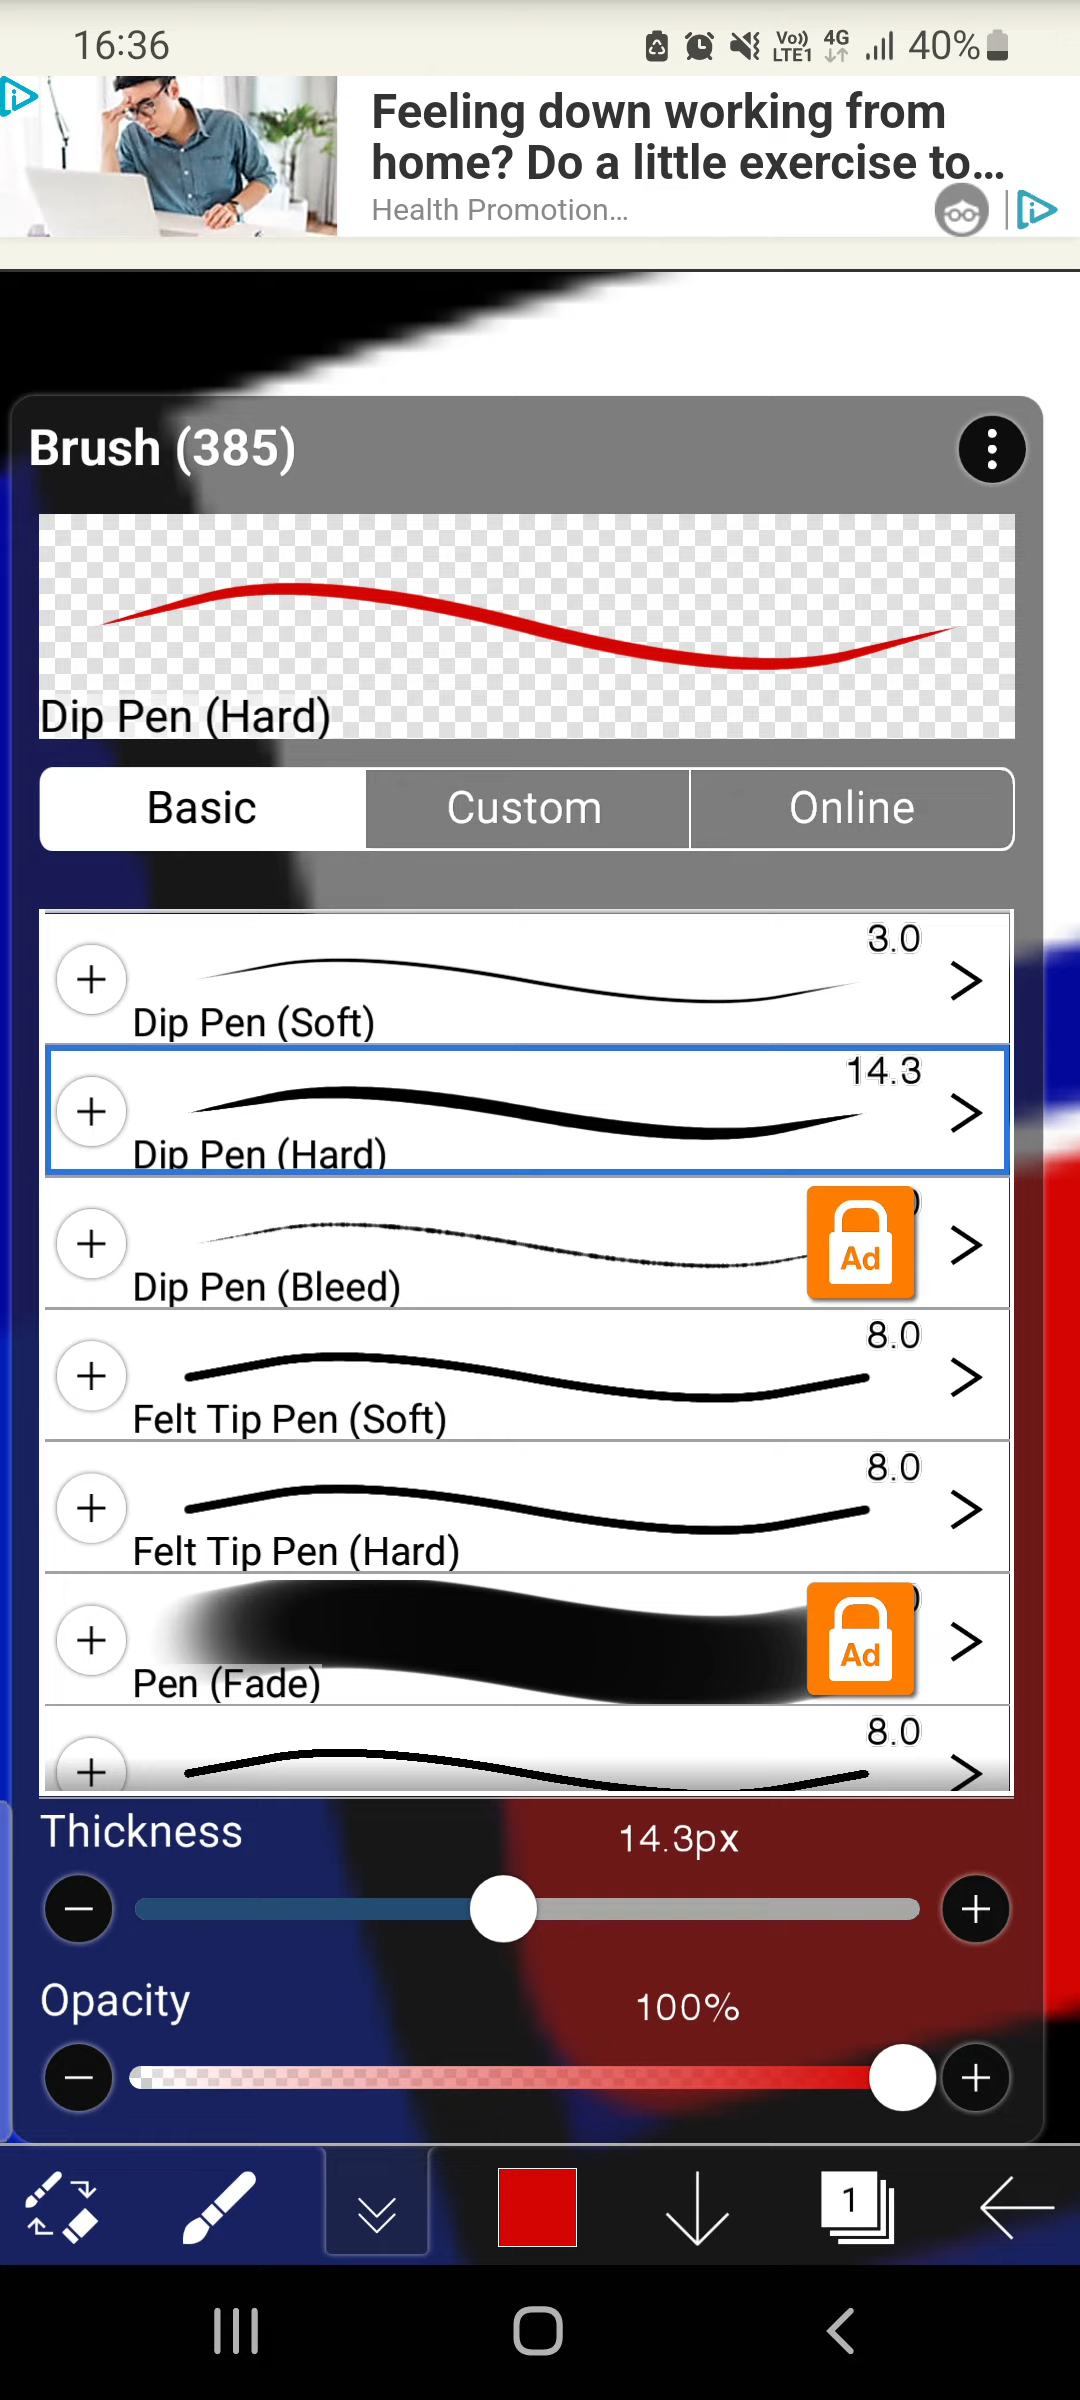 16:36
Vo)) LTE1 4G 40%
Feeling down working from
home? Do a little exercise to...
Health Promotion...
Brush (385)
Dip Pen (Hard)
Basic Custom Online
3.0
Dip Pen (Soft)
14.3
Dip Pen (Hard)
Ad
Dip Pen (Bleed)
8.0
Felt Tip Pen (Soft)
8.0
Felt Tip Pen (Hard)
Ad
Pen (Fade)
8.0
Thickness 14.3px
Opacity 100%
1